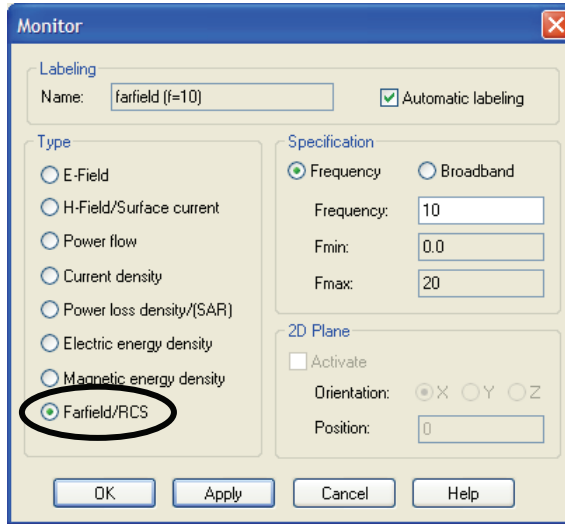 Monitor
Labeling
Name: farfield (f=10) Automatic labeling
Type
E-Field
H-Field/Surface current
Power flow
Current density
Power loss density/(SAR)
Electric energy density
Magnetic energy density
Farfield/RCS
Specification
Frequency Broadband
Frequency: 10
Fmin: 0.0
Fmax: 20
2D Plane
Activate
Orientation: X Y Z
Position: 0
OK Apply Cancel Help